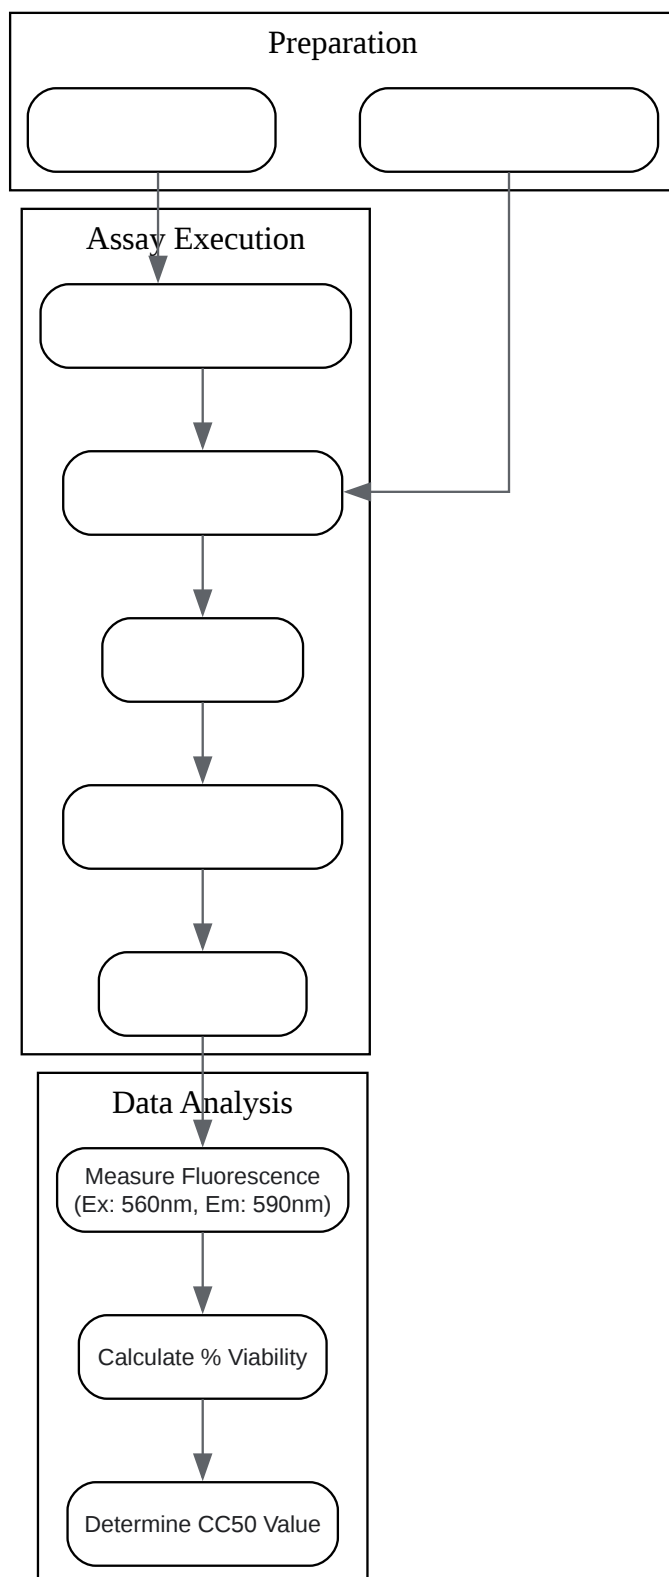 Preparation
Assay Execution
Data Analysis
Measure Fluorescence
(Ex: 560nm, Em: 590nm)
Calculate % Viability
Determine CC50 Value